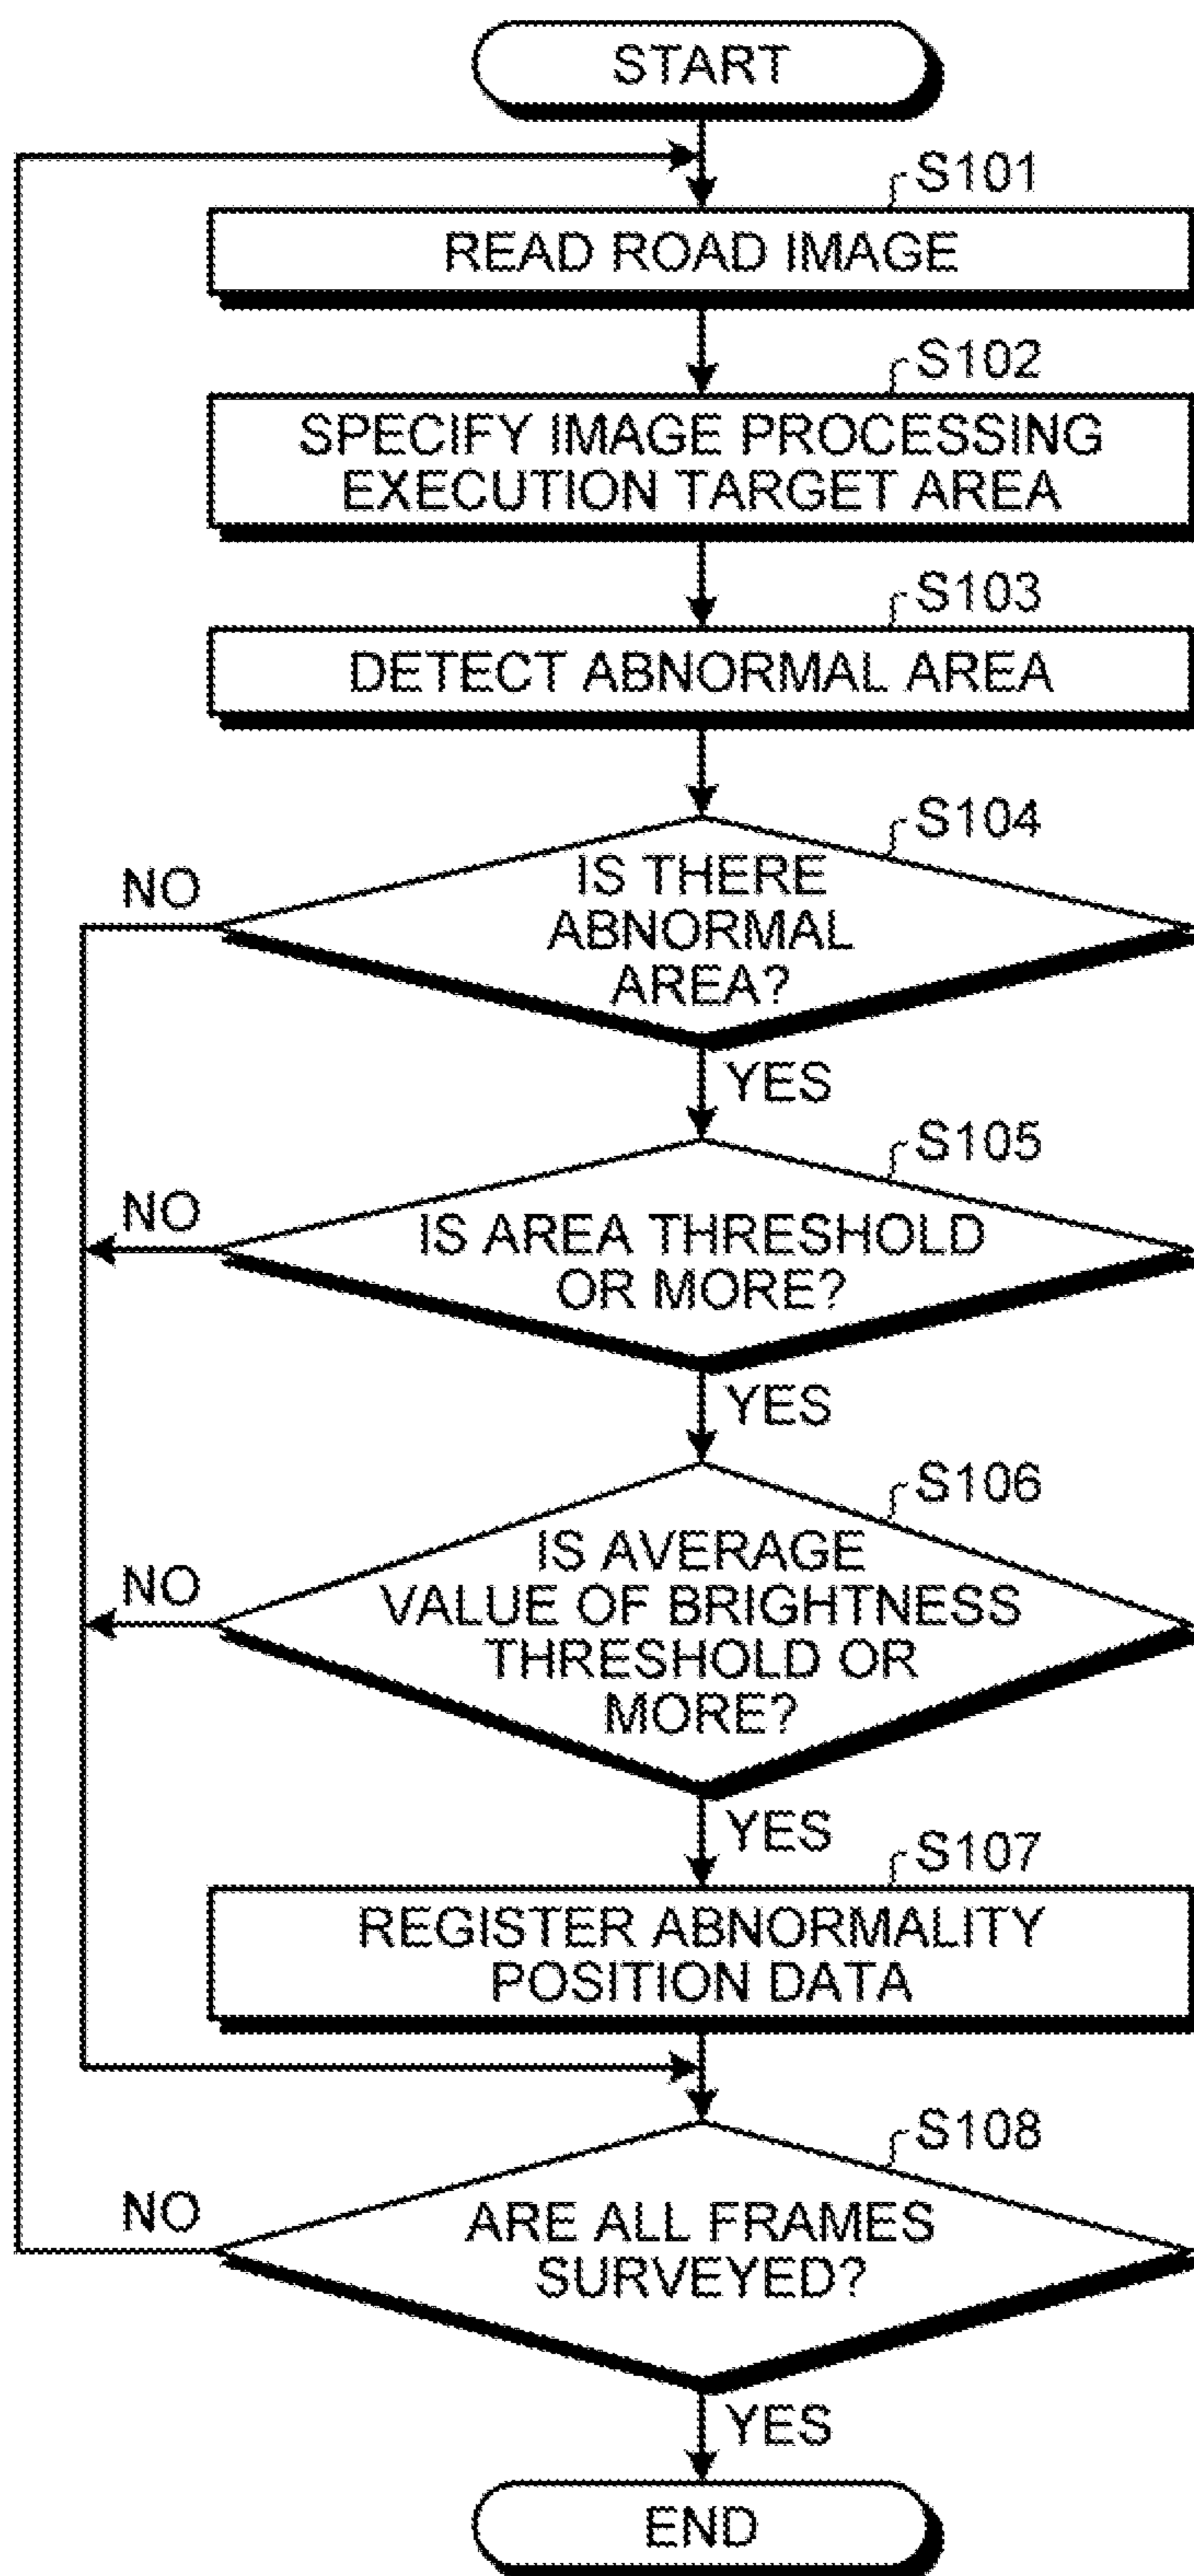 START
S101
READ ROAD IMAGE
S102
SPECIFY IMAGE PROCESSING
EXECUTION TARGET AREA
S103
DETECT ABNORMAL AREA
S104
NO
IS THERE
ABNORMAL
AREA?
YES
S105
NO
IS AREA THRESHOLD
OR MORE?
YES
S106
IS AVERAGE
NO
VALUE OF BRIGHTNESS
THRESHOLD OR
MORE?
YES
S107
REGISTER ABNORMALITY
POSITION DATA
S108
NO
ARE ALL FRAMES
SURVEYED?
YES
END